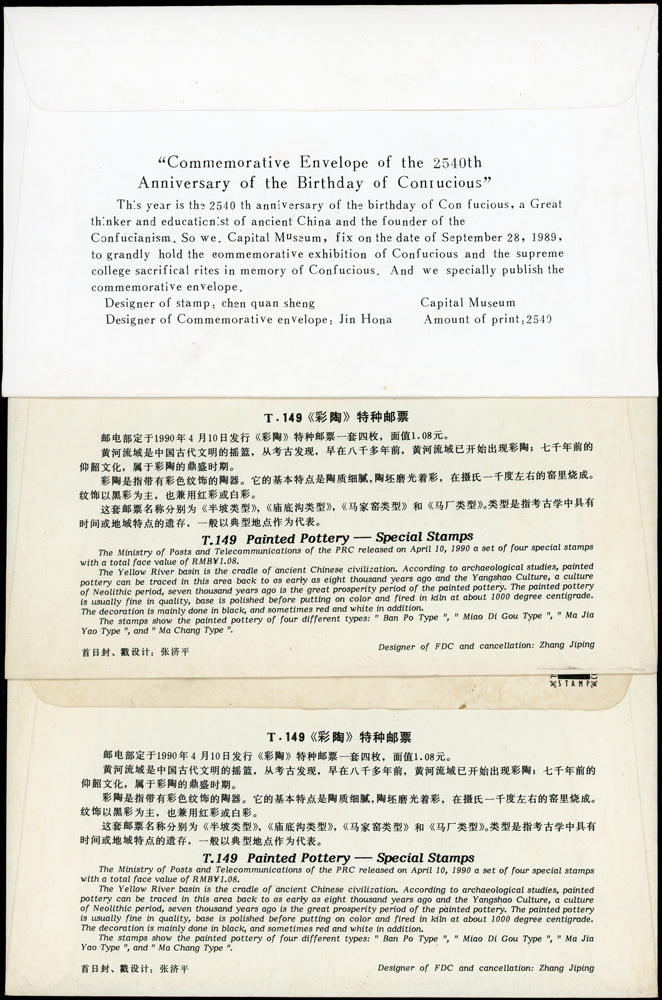 “Commemorative Envelope of the 2540th
Anniversary of the Birthday of Conıucious”
This year is the 2540 th anniversary of the birthday of Con fucious, a Great
thinker and educationist of ancient China and the founder of the
Confucianism. So we. Capital Museum, fix on the date of September 28, 1989,
to grandly hold the eommemorative exhibition of Confucious and the supreme
college sacrifical rites in memory of Confucious. And we specially publish the
commemorative envelope.
Designer of stamp: chen quan sheng Capital Museum
Designer of Commemorative envelope: Jin Hona Amount of print:2540
T·149《彩陶》特种邮票
邮电部定于1990年4月10日发行《彩陶》特种邮票一套四枚，面值1.08元。
黄河流域是中国古代文明的摇篮，从考古发现，早在八千多年前，黄河流域已开始出现彩陶；七千年前的
仰韶文化，属于彩陶的鼎盛时期。
彩陶是指带有彩色纹饰的陶器。它的基本特点是陶质细腻，陶坯磨光着彩，在摄氏一千度左右的窑里烧成。
纹饰以黑彩为主，也兼用红彩或白彩。
这套邮票名称分别为《半坡类型》，《庙底沟类型》，《马家窑类型》和《马厂类型》。类型是指考古学中具有
时间或地域特点的遗存，一般以典型地点作为代表。
T.149 Painted Pottery — Special Stamps
The Ministry of Posts and Telecommunications of the PRC released on April 10, 1990 a set of four special stamps
with a total face value of RMB¥1.08.
The Yellow River basin is the cradle of ancient Chinese civilization. According to archaeological studies, painted
pottery can be traced in this area back to as early as eight thousand years ago and the Yangshao Culture, a culture
of Neolithic period, seven thousand years ago is the great prosperity period of the painted pottery. The painted pottery
is usually fine in quality, base is polished before putting on color and fired in kiln at about 1000 degree centigrade.
The decoration is mainly done in black, and sometimes red and white in addition.
The stamps show the painted pottery of four different types: " Ban Po Type ", " Miao Di Gou Type ", " Ma Jia
Yao Type ", and " Ma Chang Type ".
首日封、戳设计：张济平 Designer of FDC and cancellation: Zhang Jiping
STAMP
T·149《彩陶》特种邮票
邮电部定于1990年4月10日发行《彩陶》特种邮票一套四枚，面值1.08元。
黄河流域是中国古代文明的摇篮，从考古发现，早在八千多年前，黄河流域已开始出现彩陶；七千年前的
仰韶文化，属于彩陶的鼎盛时期。
彩陶是指带有彩色纹饰的陶器。它的基本特点是陶质细腻，陶坯磨光着彩，在摄氏一千度左右的窑里烧成。
纹饰以黑彩为主，也兼用红彩或白彩。
这套邮票名称分别为《半坡类型》，《庙底沟类型》，《马家窑类型》和《马厂类型》。类型是指考古学中具有
时间或地域特点的遗存，一般以典型地点作为代表。
T.149 Painted Pottery — Special Stamps
The Ministry of Posts and Telecommunications of the PRC released on April 10, 1990 a set of four special stamps
with a total face value of RMB¥1.08.
The Yellow River basin is the cradle of ancient Chinese civilization. According to archaeological studies, painted
pottery can be traced in this area back to as early as eight thousand years ago and the Yangshao Culture, a culture
of Neolithic period, seven thousand years ago is the great prosperity period of the painted pottery. The painted pottery
is usually fine in quality, base is polished before putting on color and fired in kiln at about 1000 degree centigrade.
The decoration is mainly done in black, and sometimes red and white in addition.
The stamps show the painted pottery of four different types: " Ban Po Type ", " Miao Di Gou Type ", " Ma Jia
Yao Type ", and " Ma Chang Type ".
首日封、戳设计：张济平 Designer of FDC and cancellation: Zhang Jiping